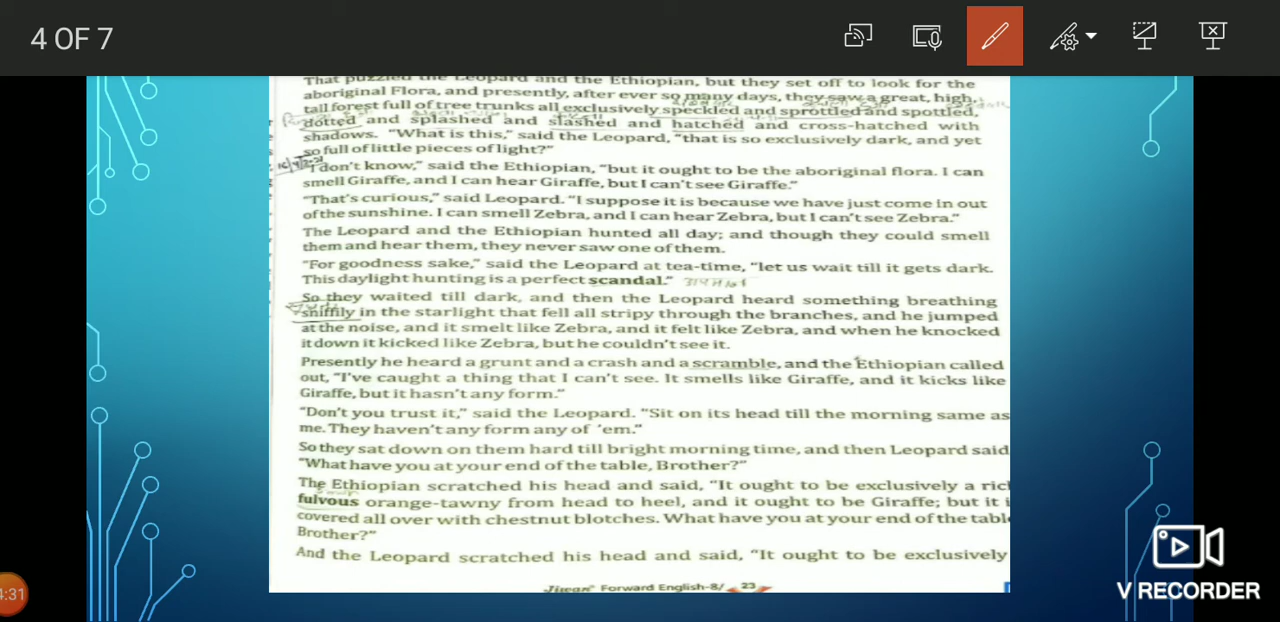 4 OF 7
That puzzled the Leopard and the Ethiopian, but they set off to look for the
aboriginal Flora, and presently, after ever so many days, they saw a great, high,
tall forest full of tree trunks all exclusively speckled and sprottled and spottled,
dotted and splashed and slashed and hatched and cross-hatched with
shadows. "What is this," said the Leopard, "that is so exclusively dark, and yet
so full of little pieces of light?"
"I don't know," said the Ethiopian, "but it ought to be the aboriginal flora. I can
smell Giraffe, and I can hear Giraffe, but I can't see Giraffe."
"That's curious," said Leopard. "I suppose it is because we have just come in out
of the sunshine. I can smell Zebra, and I can hear Zebra, but I can't see Zebra."
The Leopard and the Ethiopian hunted all day; and though they could smell
them and hear them, they never saw one of them.
"For goodness sake," said the Leopard at tea-time, "let us wait till it gets dark.
This daylight hunting is a perfect scandal."
So they waited till dark, and then the Leopard heard something breathing
sniffily in the starlight that fell all stripy through the branches, and he jumped
at the noise, and it smelt like Zebra, and it felt like Zebra, and when he knocked
it down it kicked like Zebra, but he couldn't see it.
Presently he heard a grunt and a crash and a scramble, and the Ethiopian called
out, "I've caught a thing that I can't see. It smells like Giraffe, and it kicks like
Giraffe, but it hasn't any form."
"Don't you trust it," said the Leopard. "Sit on its head till the morning same as
me. They haven't any form any of 'em."
So they sat down on them hard till bright morning time, and then Leopard said
"What have you at your end of the table, Brother?"
The Ethiopian scratched his head and said, "It ought to be exclusively a ric
fulvous orange-tawny from head to heel, and it ought to be Giraffe; but it i
covered all over with chestnut blotches. What have you at your end of the tabl
Brother?"
And the Leopard scratched his head and said, "It ought to be exclusively
Jiwan Forward English-8/ 23
4:31
V RECORDER